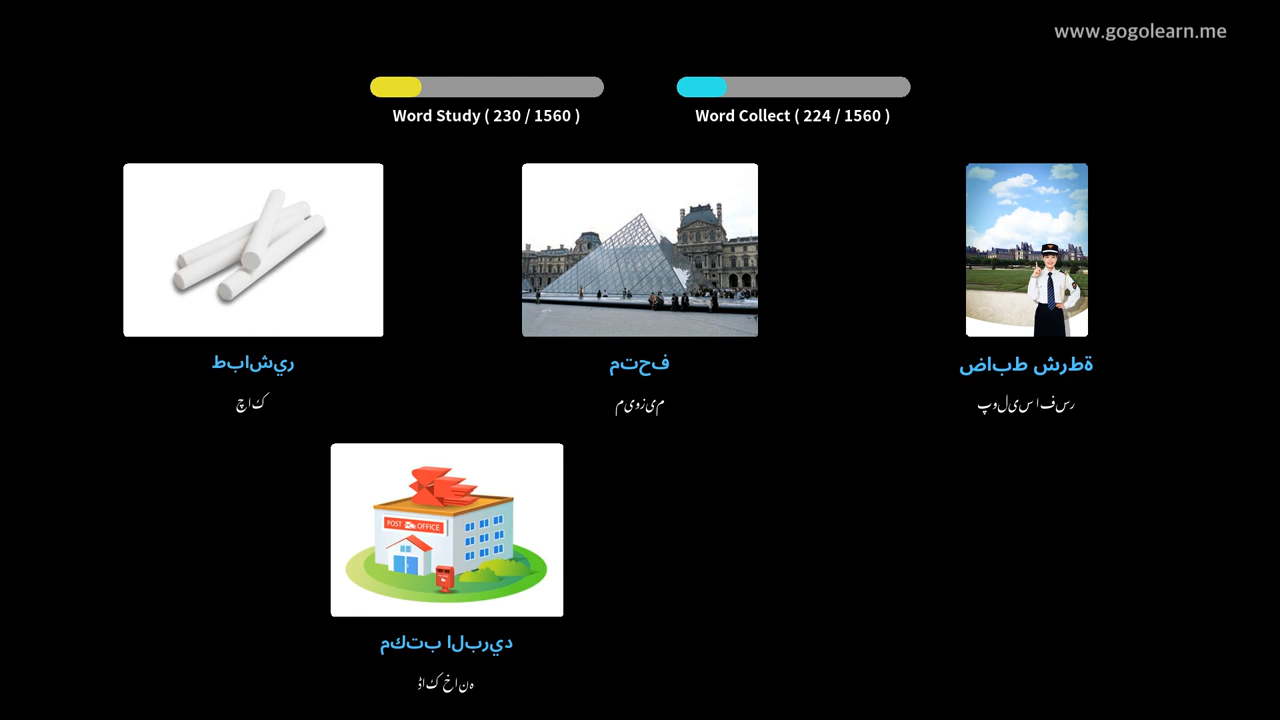 www.gogolearn.me
Word Study ( 230 / 1560 )
Word Collect ( 224 / 1560 )
طباشير
چاک
متحف
میوزیم
ضابط شرطة
پولیس افسر
POST OFFICE
مكتب البريد
ڈاک خانہ